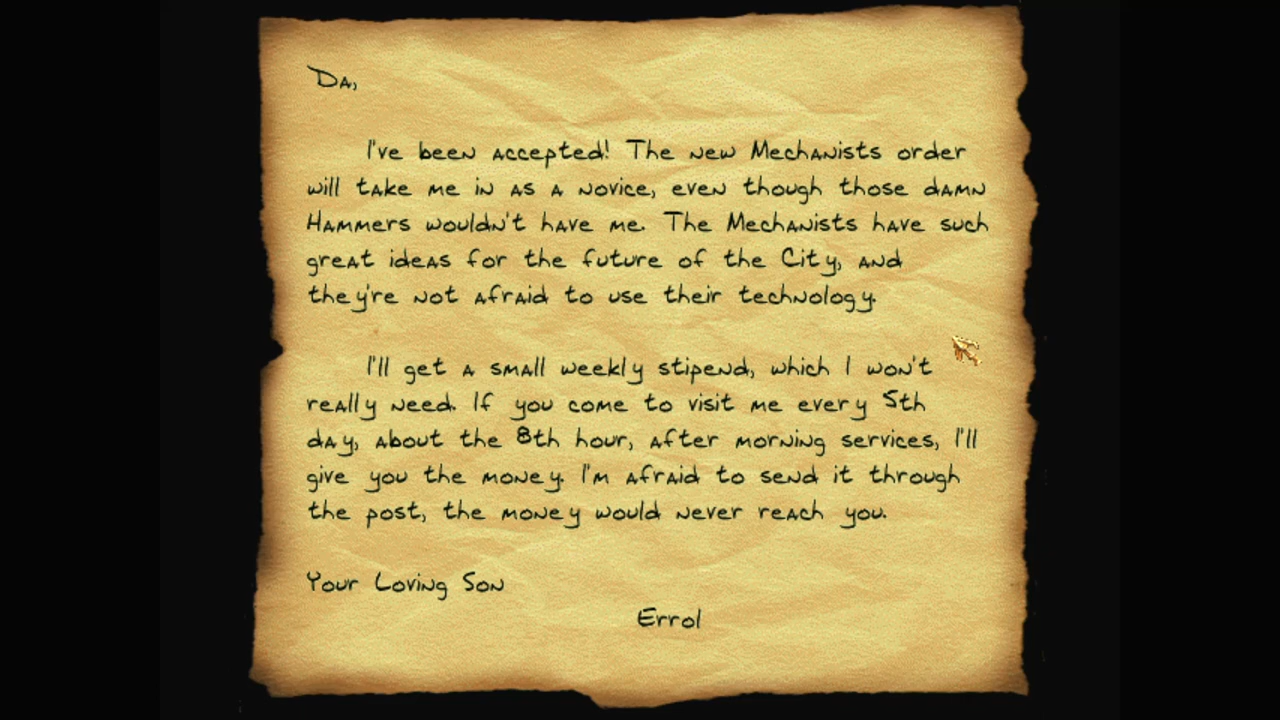 Da,
I've been accepted! The new Mechanists order
will take me in as a novice, even though those damn
Hammers wouldn't have me. The Mechanists have such
great ideas for the future of the City, and
they're not afraid to use their technology.
I'll get a small weekly stipend, which I won't
really need. If you come to visit me every 5th
day, about the 8th hour, after morning services, I'll
give you the money. I'm afraid to send it through
the post, the money would never reach you.
Your Loving Son
Errol